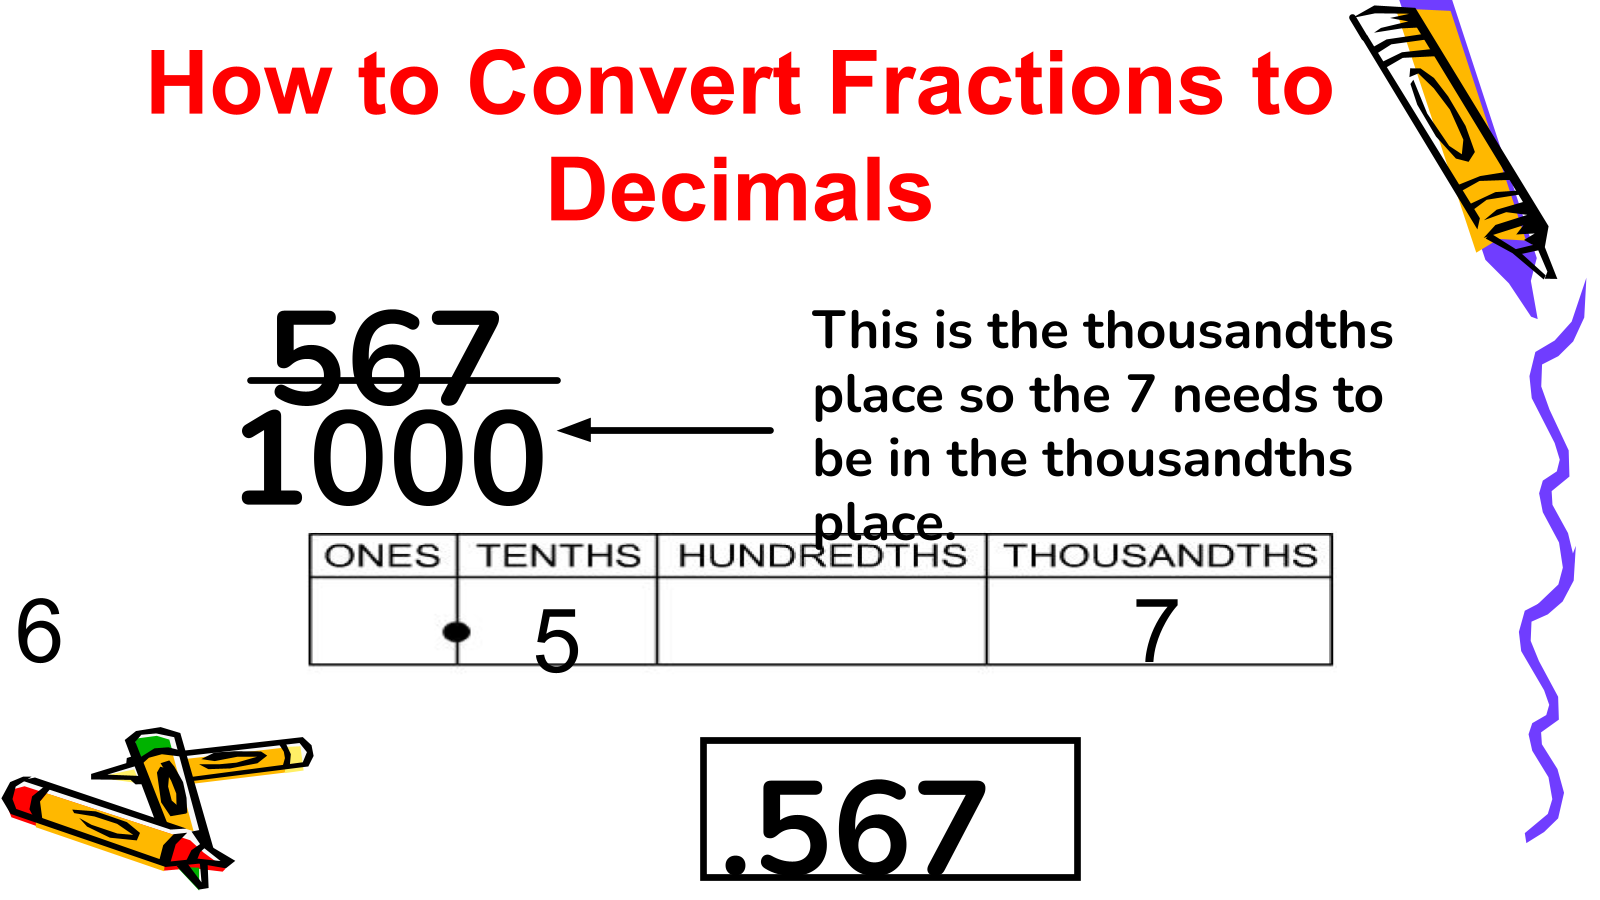 How to Convert Fractions to
Decimals
567
1000
This is the thousandths
place so the 7 needs to
be in the thousandths
place.
ONES TENTHS HUNDREDTHS THOUSANDTHS
6 . 5 7
.567